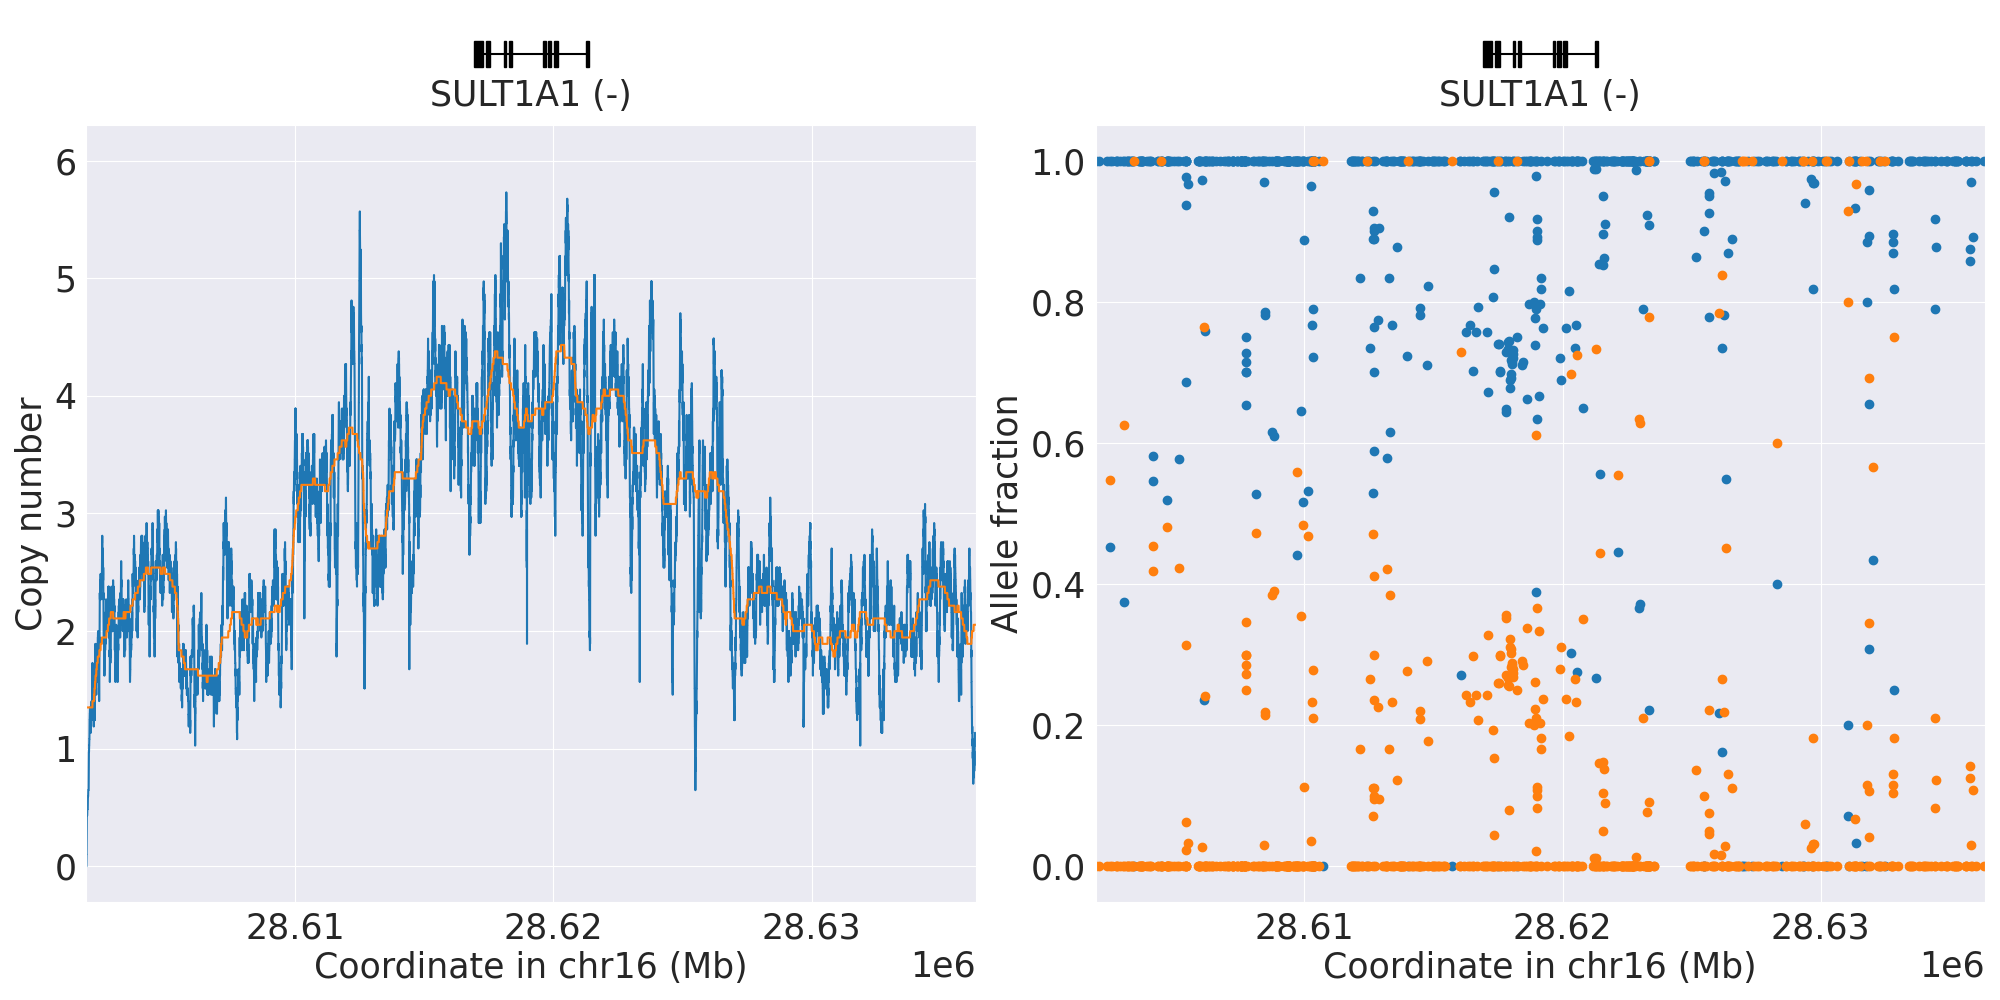 SULT1A1 (-)
6
5
4
3
2
1
0
Copy number
28.61
28.62
28.63
Coordinate in chr16 (Mb)
1e6
SULT1A1 (-)
1.0
0.8
0.6
0.4
0.2
0.0
Allele fraction
28.61
28.62
28.63
Coordinate in chr16 (Mb)
1e6